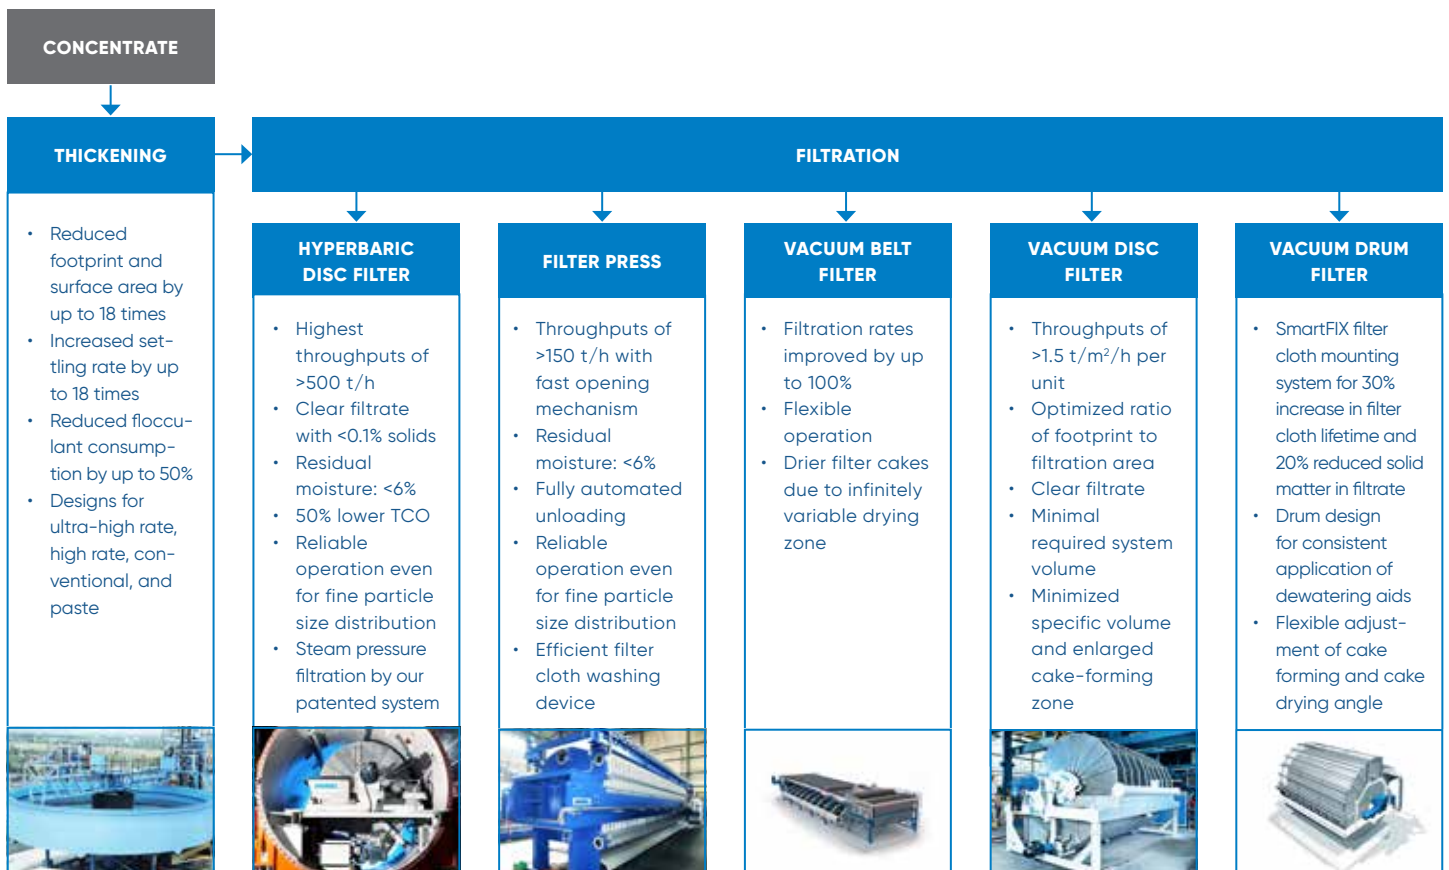 CONCENTRATE
THICKENING
FILTRATION
• Reduced
footprint and
surface area by
up to 18 times
• Increased set-
tling rate by up
to 18 times
• Reduced floccu-
lant consump-
tion by up to 50%
• Designs for
ultra-high rate,
high rate, con-
ventional, and
paste
HYPERBARIC
DISC FILTER
• Highest
throughputs of
>500 t/h
• Clear filtrate
with <0.1% solids
• Residual
moisture: <6%
• 50% lower TCO
• Reliable
operation even
for fine particle
size distribution
• Steam pressure
filtration by our
patented system
FILTER PRESS
• Throughputs of
>150 t/h with
fast opening
mechanism
• Residual
moisture: <6%
• Fully automated
unloading
• Reliable
operation even
for fine particle
size distribution
• Efficient filter
cloth washing
device
VACUUM BELT
FILTER
• Filtration rates
improved by up
to 100%
• Flexible
operation
• Drier filter cakes
due to infinitely
variable drying
zone
VACUUM DISC
FILTER
• Throughputs of
>1.5 t/m²/h per
unit
• Optimized ratio
of footprint to
filtration area
• Clear filtrate
• Minimal
required system
volume
• Minimized
specific volume
and enlarged
cake-forming
zone
VACUUM DRUM
FILTER
• SmartFIX filter
cloth mounting
system for 30%
increase in filter
cloth lifetime and
20% reduced solid
matter in filtrate
• Drum design
for consistent
application of
dewatering aids
• Flexible adjust-
ment of cake
forming and cake
drying angle